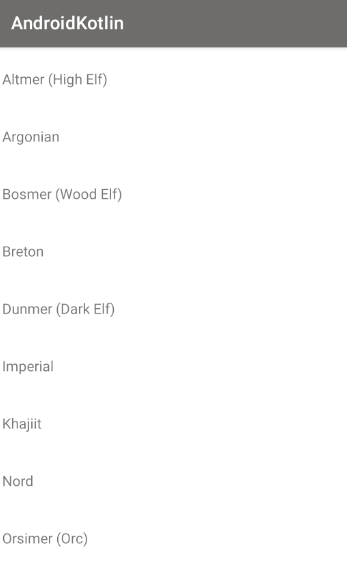 AndroidKotlin
Altmer (High Elf)
Argonian
Bosmer (Wood Elf)
Breton
Dunmer (Dark Elf)
Imperial
Khajiit
Nord
Orsimer (Orc)